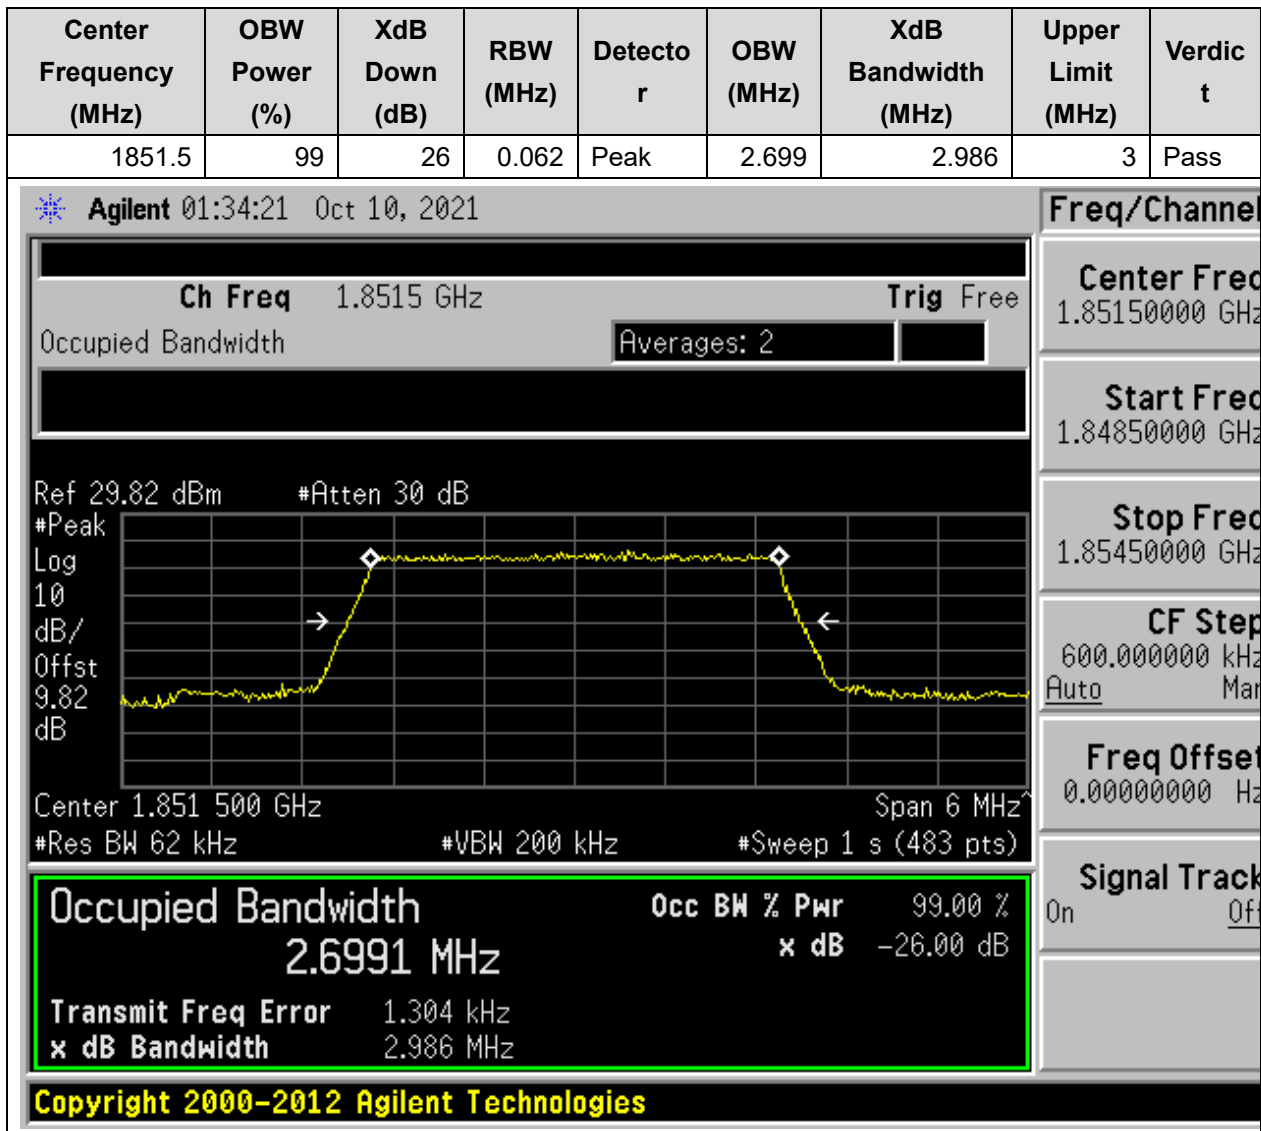 Center Frequency (MHz) OBW Power (%) XdB Down (dB) RBW (MHz) Detecto r OBW (MHz) XdB Bandwidth (MHz) Upper Limit (MHz) Verdic t
1851.5 99 26 0.062 Peak 2.699 2.986 3 Pass
Agilent 01:34:21 Oct 10, 2021
Freq/Channel
Ch Freq 1.8515 GHz Trig Free
Occupied Bandwidth Averages: 2
Center Freq
1.85150000 GHz
Start Freq
1.84850000 GHz
Stop Freq
1.85450000 GHz
CF Step
600.000000 kHz
Auto Man
Freq Offset
0.00000000 Hz
Signal Track
On Off
Ref 29.82 dBm #Atten 30 dB
#Peak
Log
10
dB/
Offst
9.82
dB
Center 1.851 500 GHz Span 6 MHz^
#Res BW 62 kHz #VBW 200 kHz #Sweep 1 s (483 pts)
Occupied Bandwidth Occ BW % Pwr 99.00 %
2.6991 MHz x dB -26.00 dB
Transmit Freq Error 1.304 kHz
x dB Bandwidth 2.986 MHz
Copyright 2000-2012 Agilent Technologies